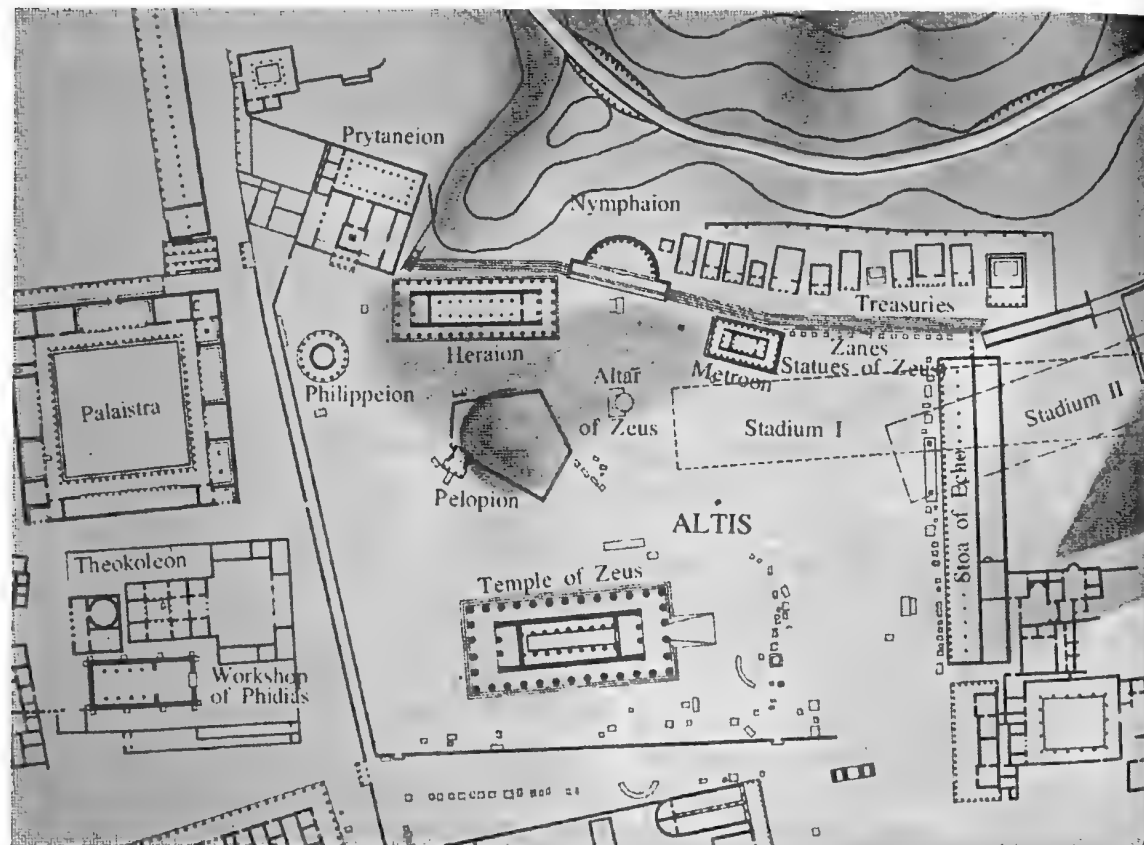 Prytaneion
Nymphaion
Treasuries
Heraion
Zanes
Philippeion
Metroon
Statues of Zeus
Altar
of Zeus
Palaistra
Stadium I
Stadium II
Pelopion
Stoa of Echo
ALTIS
Theokoleon
Temple of Zeus
Workshop
of Phidias